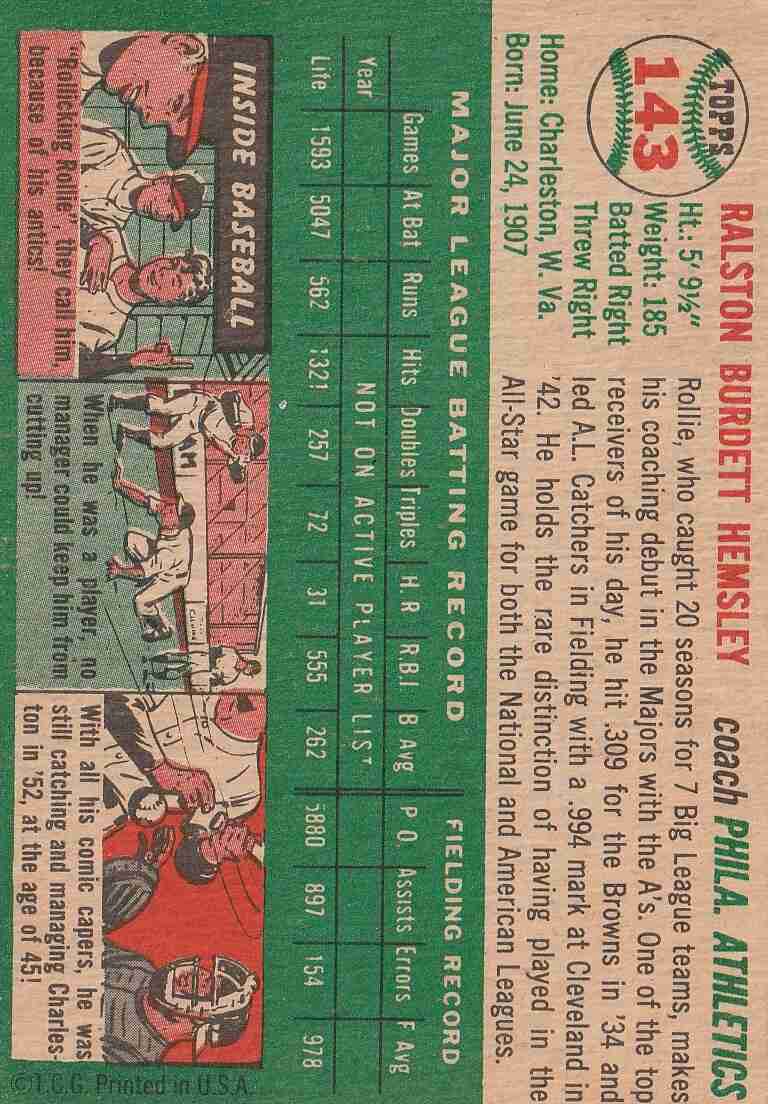 TOPPS
143
RALSTON BURDETT HEMSLEY
coach PHILA. ATHLETICS
Ht.: 5' 9½"
Weight: 185
Batted Right
Threw Right
Home: Charleston, W. Va.
Born: June 24, 1907
Rollie, who caught 20 seasons for 7 Big League teams, makes
his coaching debut in the Majors with the A's. One of the top
receivers of his day, he hit .309 for the Browns in '34 and
led A.L. Catchers in Fielding with a .994 mark at Cleveland in
'42. He holds the rare distinction of having played in the
All-Star game for both the National and American Leagues.
MAJOR LEAGUE BATTING RECORD
FIELDING RECORD
Games At Bat Runs Hits Doubles Triples H. R R.B.I B Avg P O. Assists Errors F Avg
Year NOT ON ACTIVE PLAYER LIST
Life 1593 5047 562 1321 257 72 31 555 262 5880 897 154 978
INSIDE BASEBALL
"Rollicking Rollie", they call him,
because of his antics!
When he was a player, no
manager could keep him from
cutting up!
With all his comic capers, he was
still catching and managing Charles-
ton in '52, at the age of 45!
©T.C.G. Printed in U.S.A.